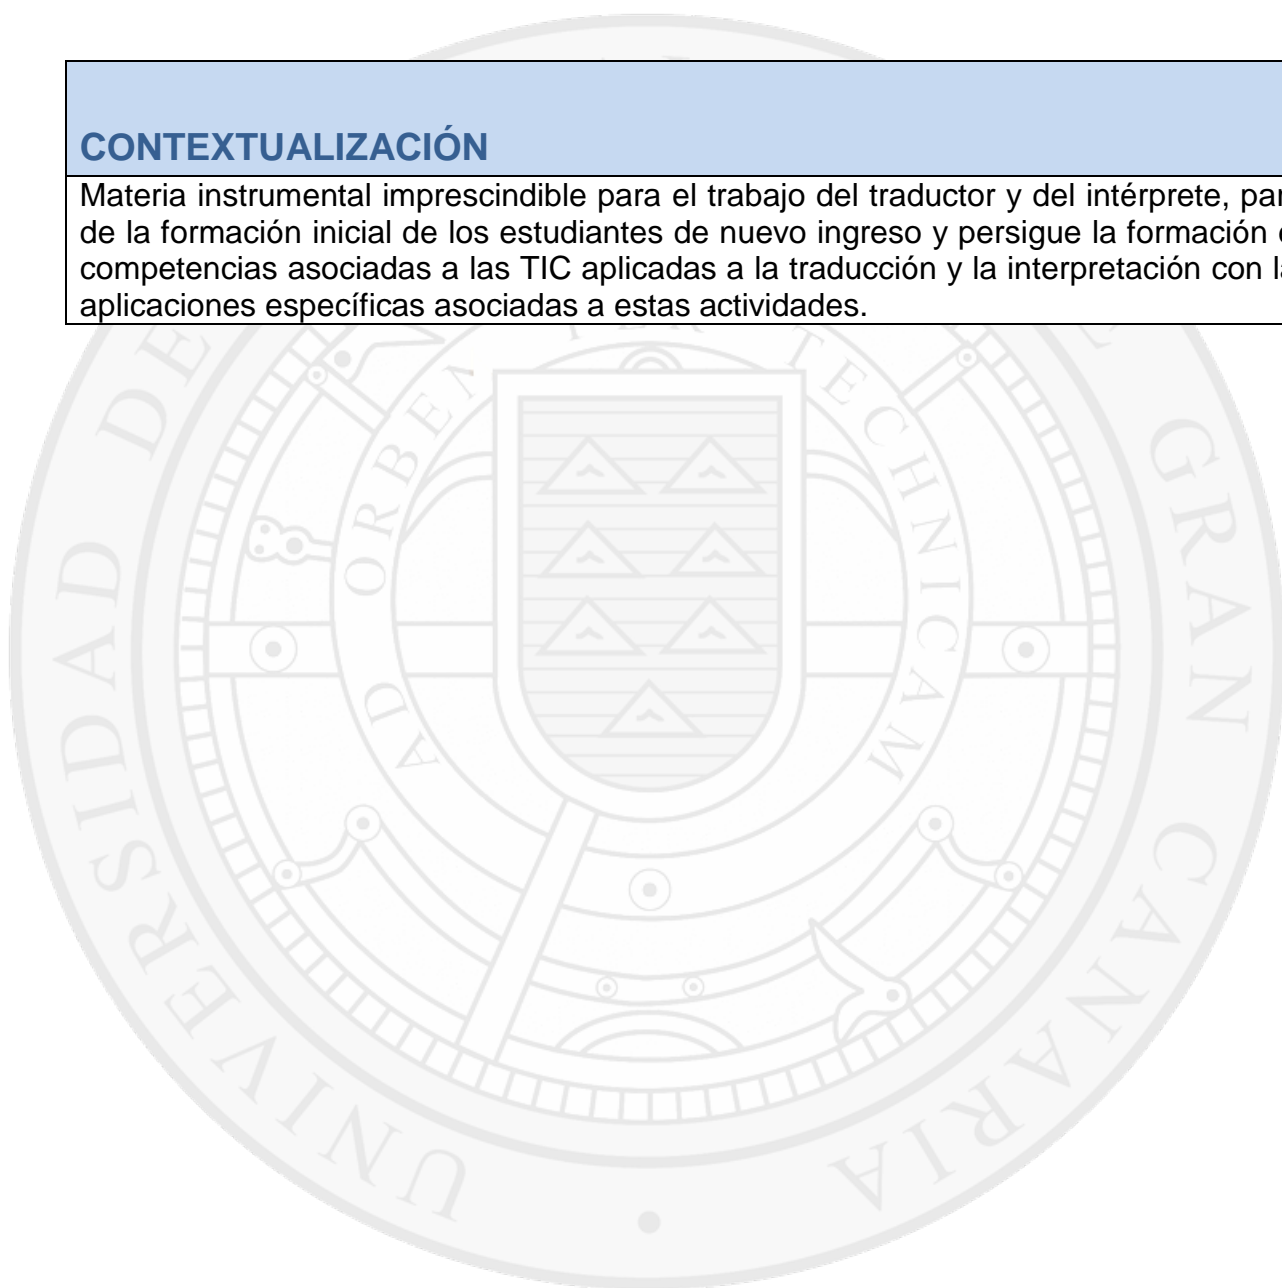 CONTEXTUALIZACIÓN
Materia instrumental imprescindible para el trabajo del traductor y del intérprete,
de la formación inicial de los estudiantes de nuevo ingreso y persigue la formación
competencias asociadas a las TIC aplicadas a la traducción y la interpretación con
aplicaciones específicas asociadas a estas actividades.
UNIVERSIDAD DE GRAN CANARIA
AD ORBEM PER TECHNICAM